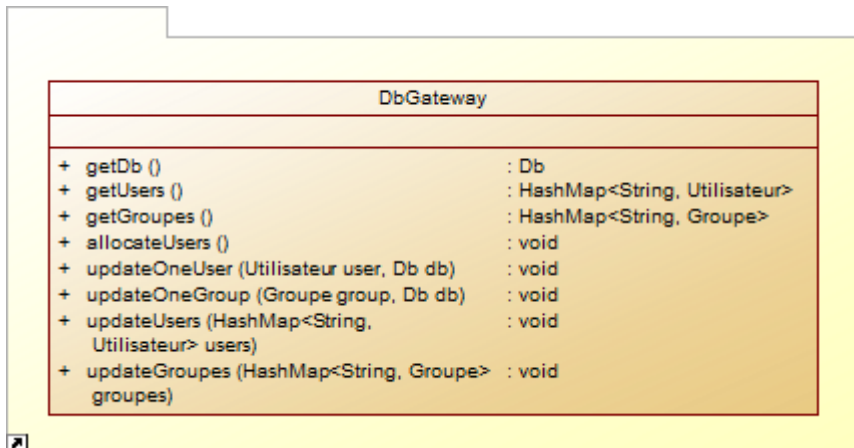 DbGateway
+ getDb () : Db
+ getUsers () : HashMap<String, Utilisateur>
+ getGroupes () : HashMap<String, Groupe>
+ allocateUsers () : void
+ updateOneUser (Utilisateur user, Db db) : void
+ updateOneGroup (Groupe group, Db db) : void
+ updateUsers (HashMap<String, : void
Utilisateur> users)
+ updateGroupes (HashMap<String, Groupe> : void
groupes)